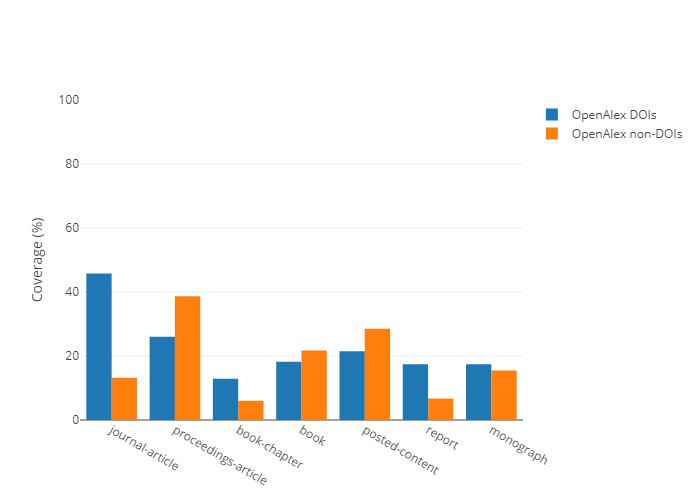 100
80
60
40
20
0
Coverage (%)
journal-article
proceedings-article
book-chapter
book
posted-content
report
monograph
OpenAlex DOIs
OpenAlex non-DOIs